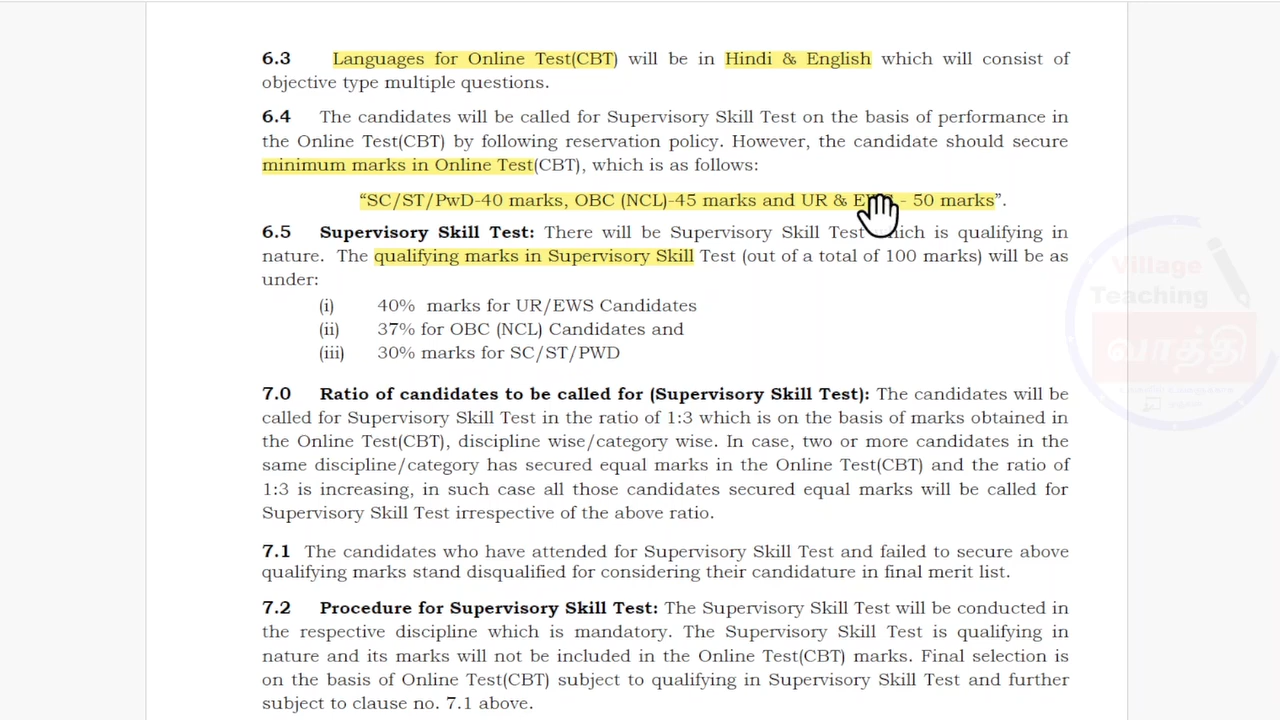 6.3 Languages for Online Test(CBT) will be in Hindi & English which will consist of
objective type multiple questions.
6.4 The candidates will be called for Supervisory Skill Test on the basis of performance in
the Online Test(CBT) by following reservation policy. However, the candidate should secure
minimum marks in Online Test(CBT), which is as follows:
“SC/ST/PwD-40 marks, OBC (NCL)-45 marks and UR & - 50 marks”.
6.5 Supervisory Skill Test: There will be Supervisory Skill Test which is qualifying in
nature. The qualifying marks in Supervisory Skill Test (out of a total of 100 marks) will be as
under:
(i) 40% marks for UR/EWS Candidates
(ii) 37% for OBC (NCL) Candidates and
(iii) 30% marks for SC/ST/PWD
7.0 Ratio of candidates to be called for (Supervisory Skill Test): The candidates will be
called for Supervisory Skill Test in the ratio of 1:3 which is on the basis of marks obtained in
the Online Test(CBT), discipline wise/category wise. In case, two or more candidates in the
same discipline/category has secured equal marks in the Online Test(CBT) and the ratio of
1:3 is increasing, in such case all those candidates secured equal marks will be called for
Supervisory Skill Test irrespective of the above ratio.
7.1 The candidates who have attended for Supervisory Skill Test and failed to secure above
qualifying marks stand disqualified for considering their candidature in final merit list.
7.2 Procedure for Supervisory Skill Test: The Supervisory Skill Test will be conducted in
the respective discipline which is mandatory. The Supervisory Skill Test is qualifying in
nature and its marks will not be included in the Online Test(CBT) marks. Final selection is
on the basis of Online Test(CBT) subject to qualifying in Supervisory Skill Test and further
subject to clause no. 7.1 above.
Village
Teaching
வாத்தி